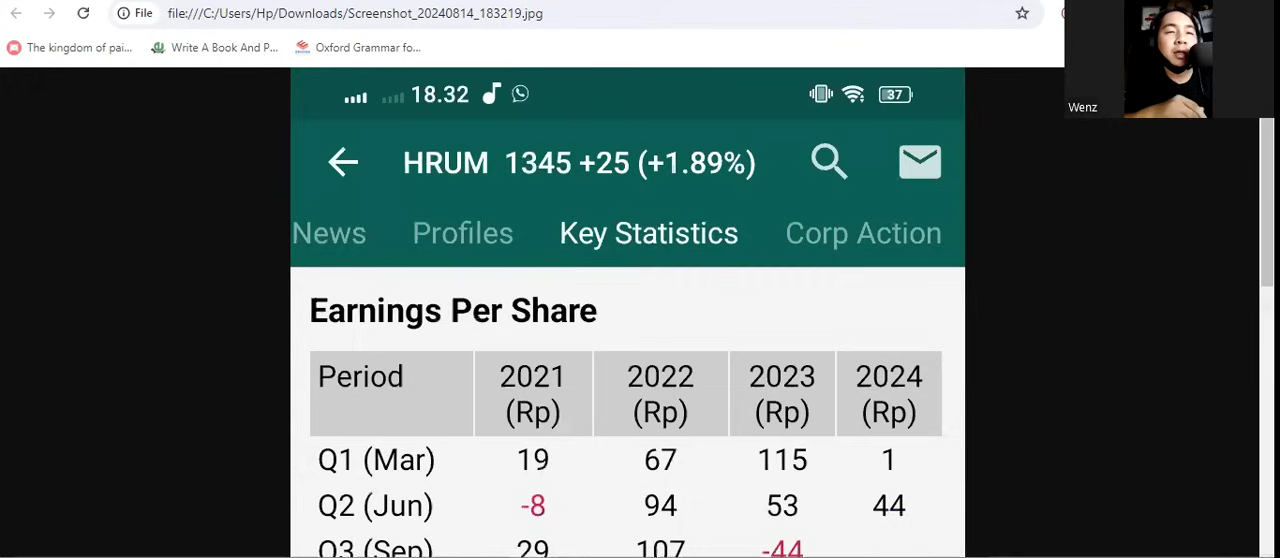 File file:///C:/Users/Hp/Downloads/Screenshot_20240814_183219.jpg
The kingdom of pai... Write A Book And P... Oxford Grammar fo...
Wenz
18.32 37
HRUM 1345 +25 (+1.89%)
News Profiles Key Statistics Corp Action
Earnings Per Share
Period 2021 (Rp) 2022 (Rp) 2023 (Rp) 2024 (Rp)
Q1 (Mar) 19 67 115 1
Q2 (Jun) -8 94 53 44
Q3 (Sep) 29 107 -44